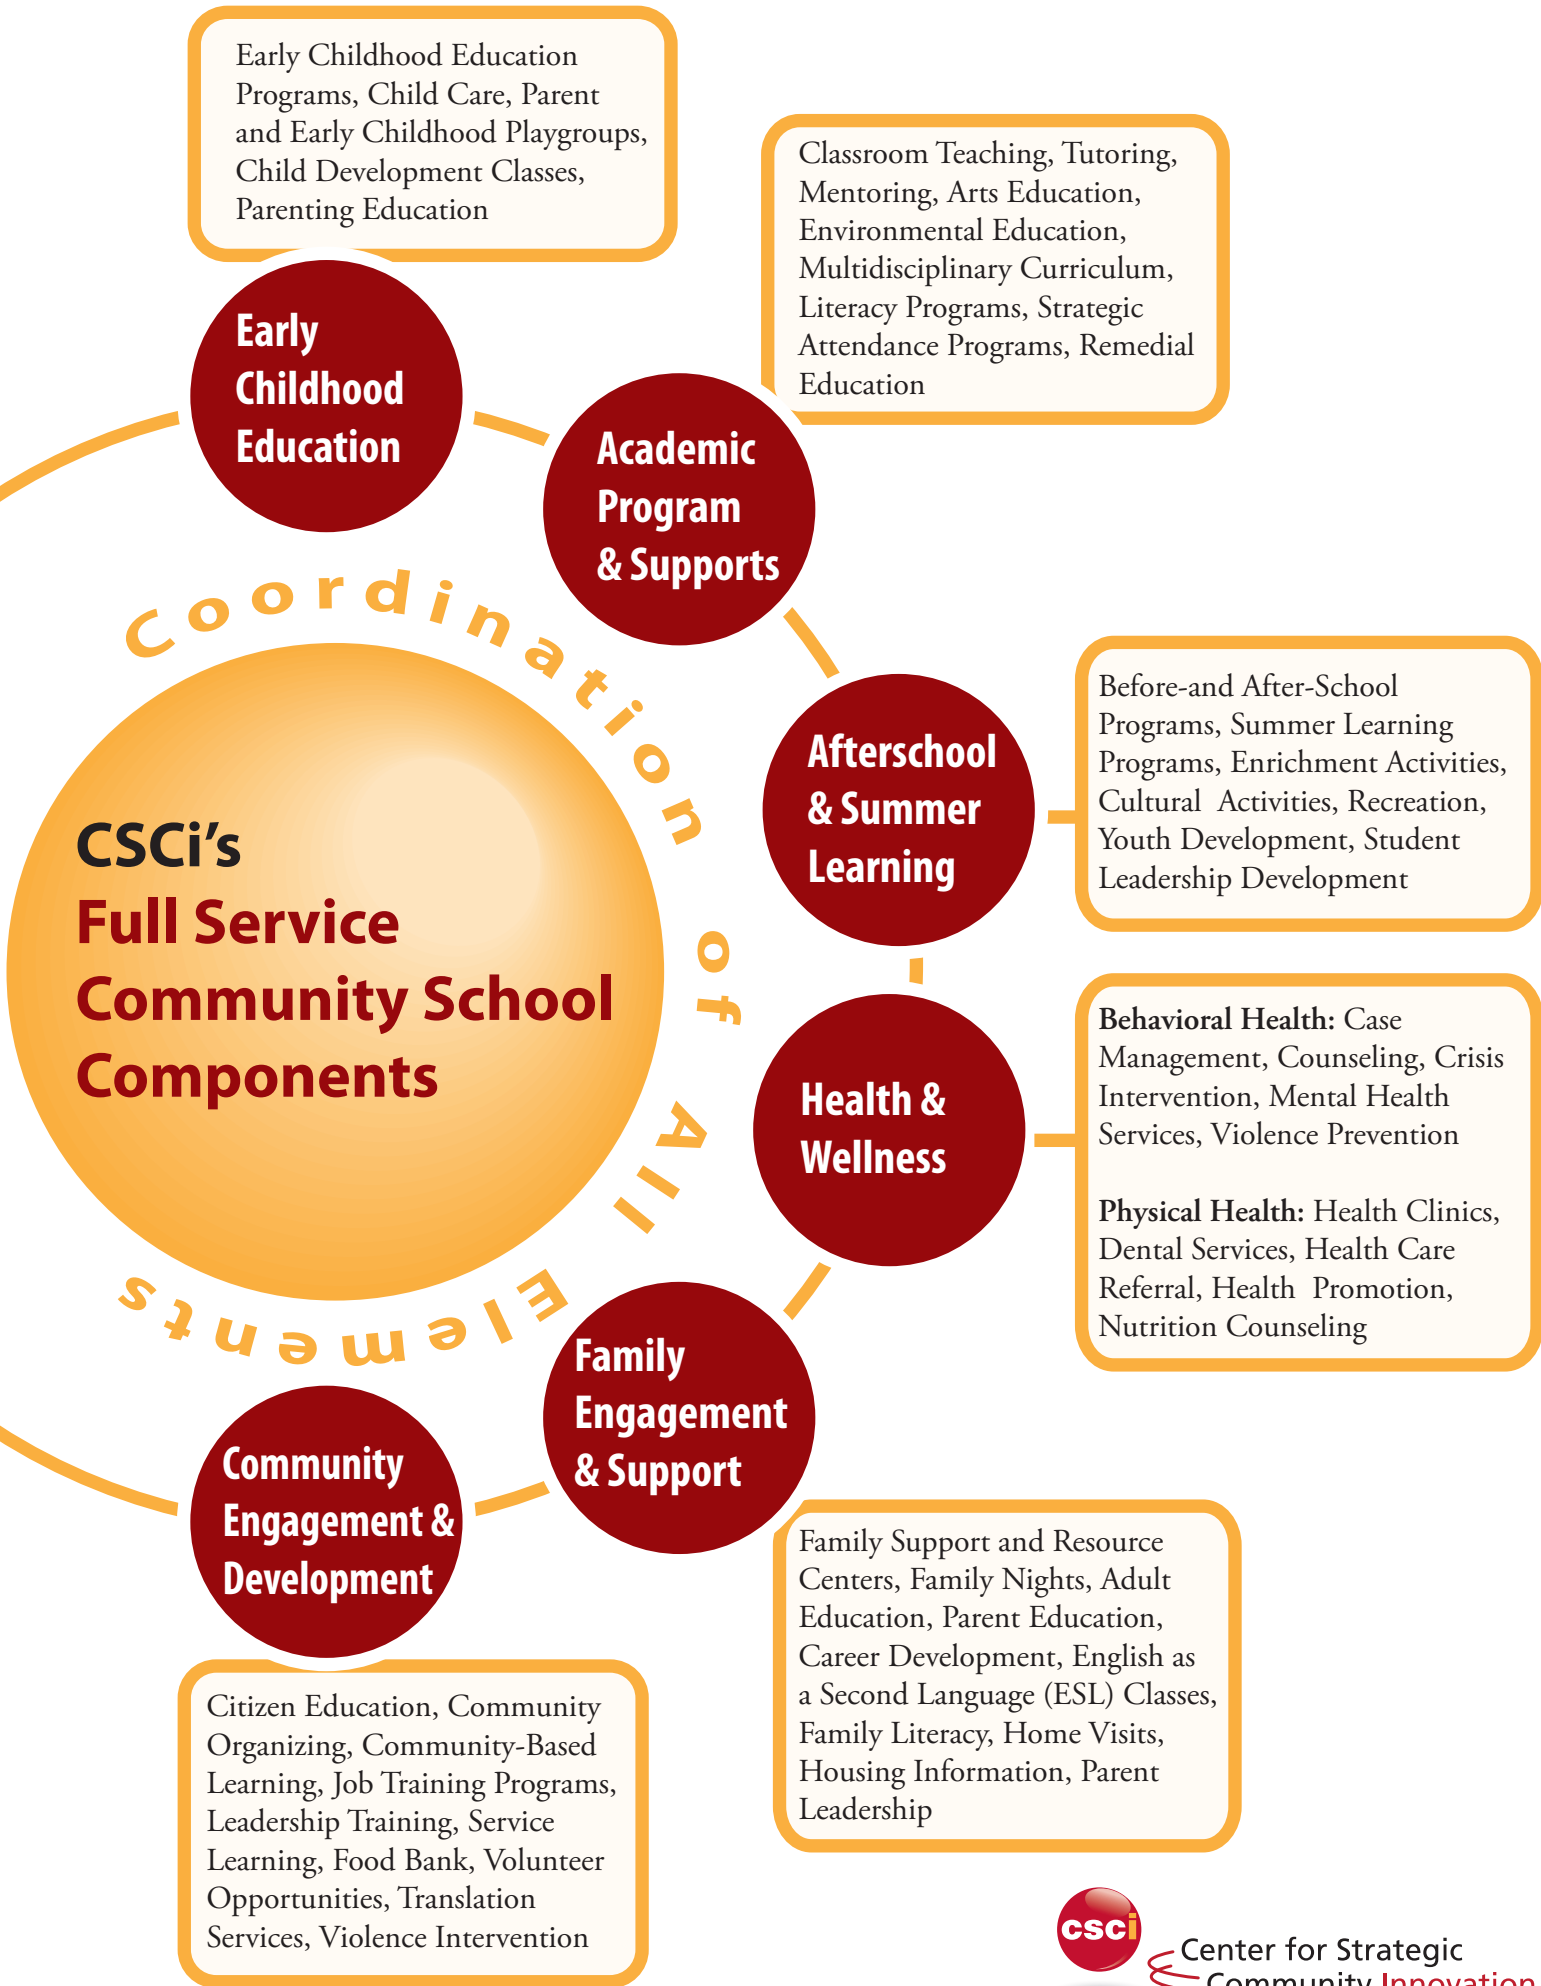 Early Childhood Education
Programs, Child Care, Parent
and Early Childhood Playgroups,
Child Development Classes,
Parenting Education
Early
Childhood
Education
Classroom Teaching, Tutoring,
Mentoring, Arts Education,
Environmental Education,
Multidisciplinary Curriculum,
Literacy Programs, Strategic
Attendance Programs, Remedial
Education
Academic
Program
& Supports
Coordination of All Elements
CSCi’s
Full Service
Community School
Components
Afterschool
& Summer
Learning
Before-and After-School
Programs, Summer Learning
Programs, Enrichment Activities,
Cultural  Activities, Recreation,
Youth Development, Student
Leadership Development
Health &
Wellness
Behavioral Health: Case
Management, Counseling, Crisis
Intervention, Mental Health
Services, Violence Prevention
Physical Health: Health Clinics,
Dental Services, Health Care
Referral, Health  Promotion,
Nutrition Counseling
Family
Engagement
& Support
Family Support and Resource
Centers, Family Nights, Adult
Education, Parent Education,
Career Development, English as
a Second Language (ESL) Classes,
Family Literacy, Home Visits,
Housing Information, Parent
Leadership
Community
Engagement &
Development
Citizen Education, Community
Organizing, Community-Based
Learning, Job Training Programs,
Leadership Training, Service
Learning, Food Bank, Volunteer
Opportunities, Translation
Services, Violence Intervention
csci
Center for Strategic
Community Innovation